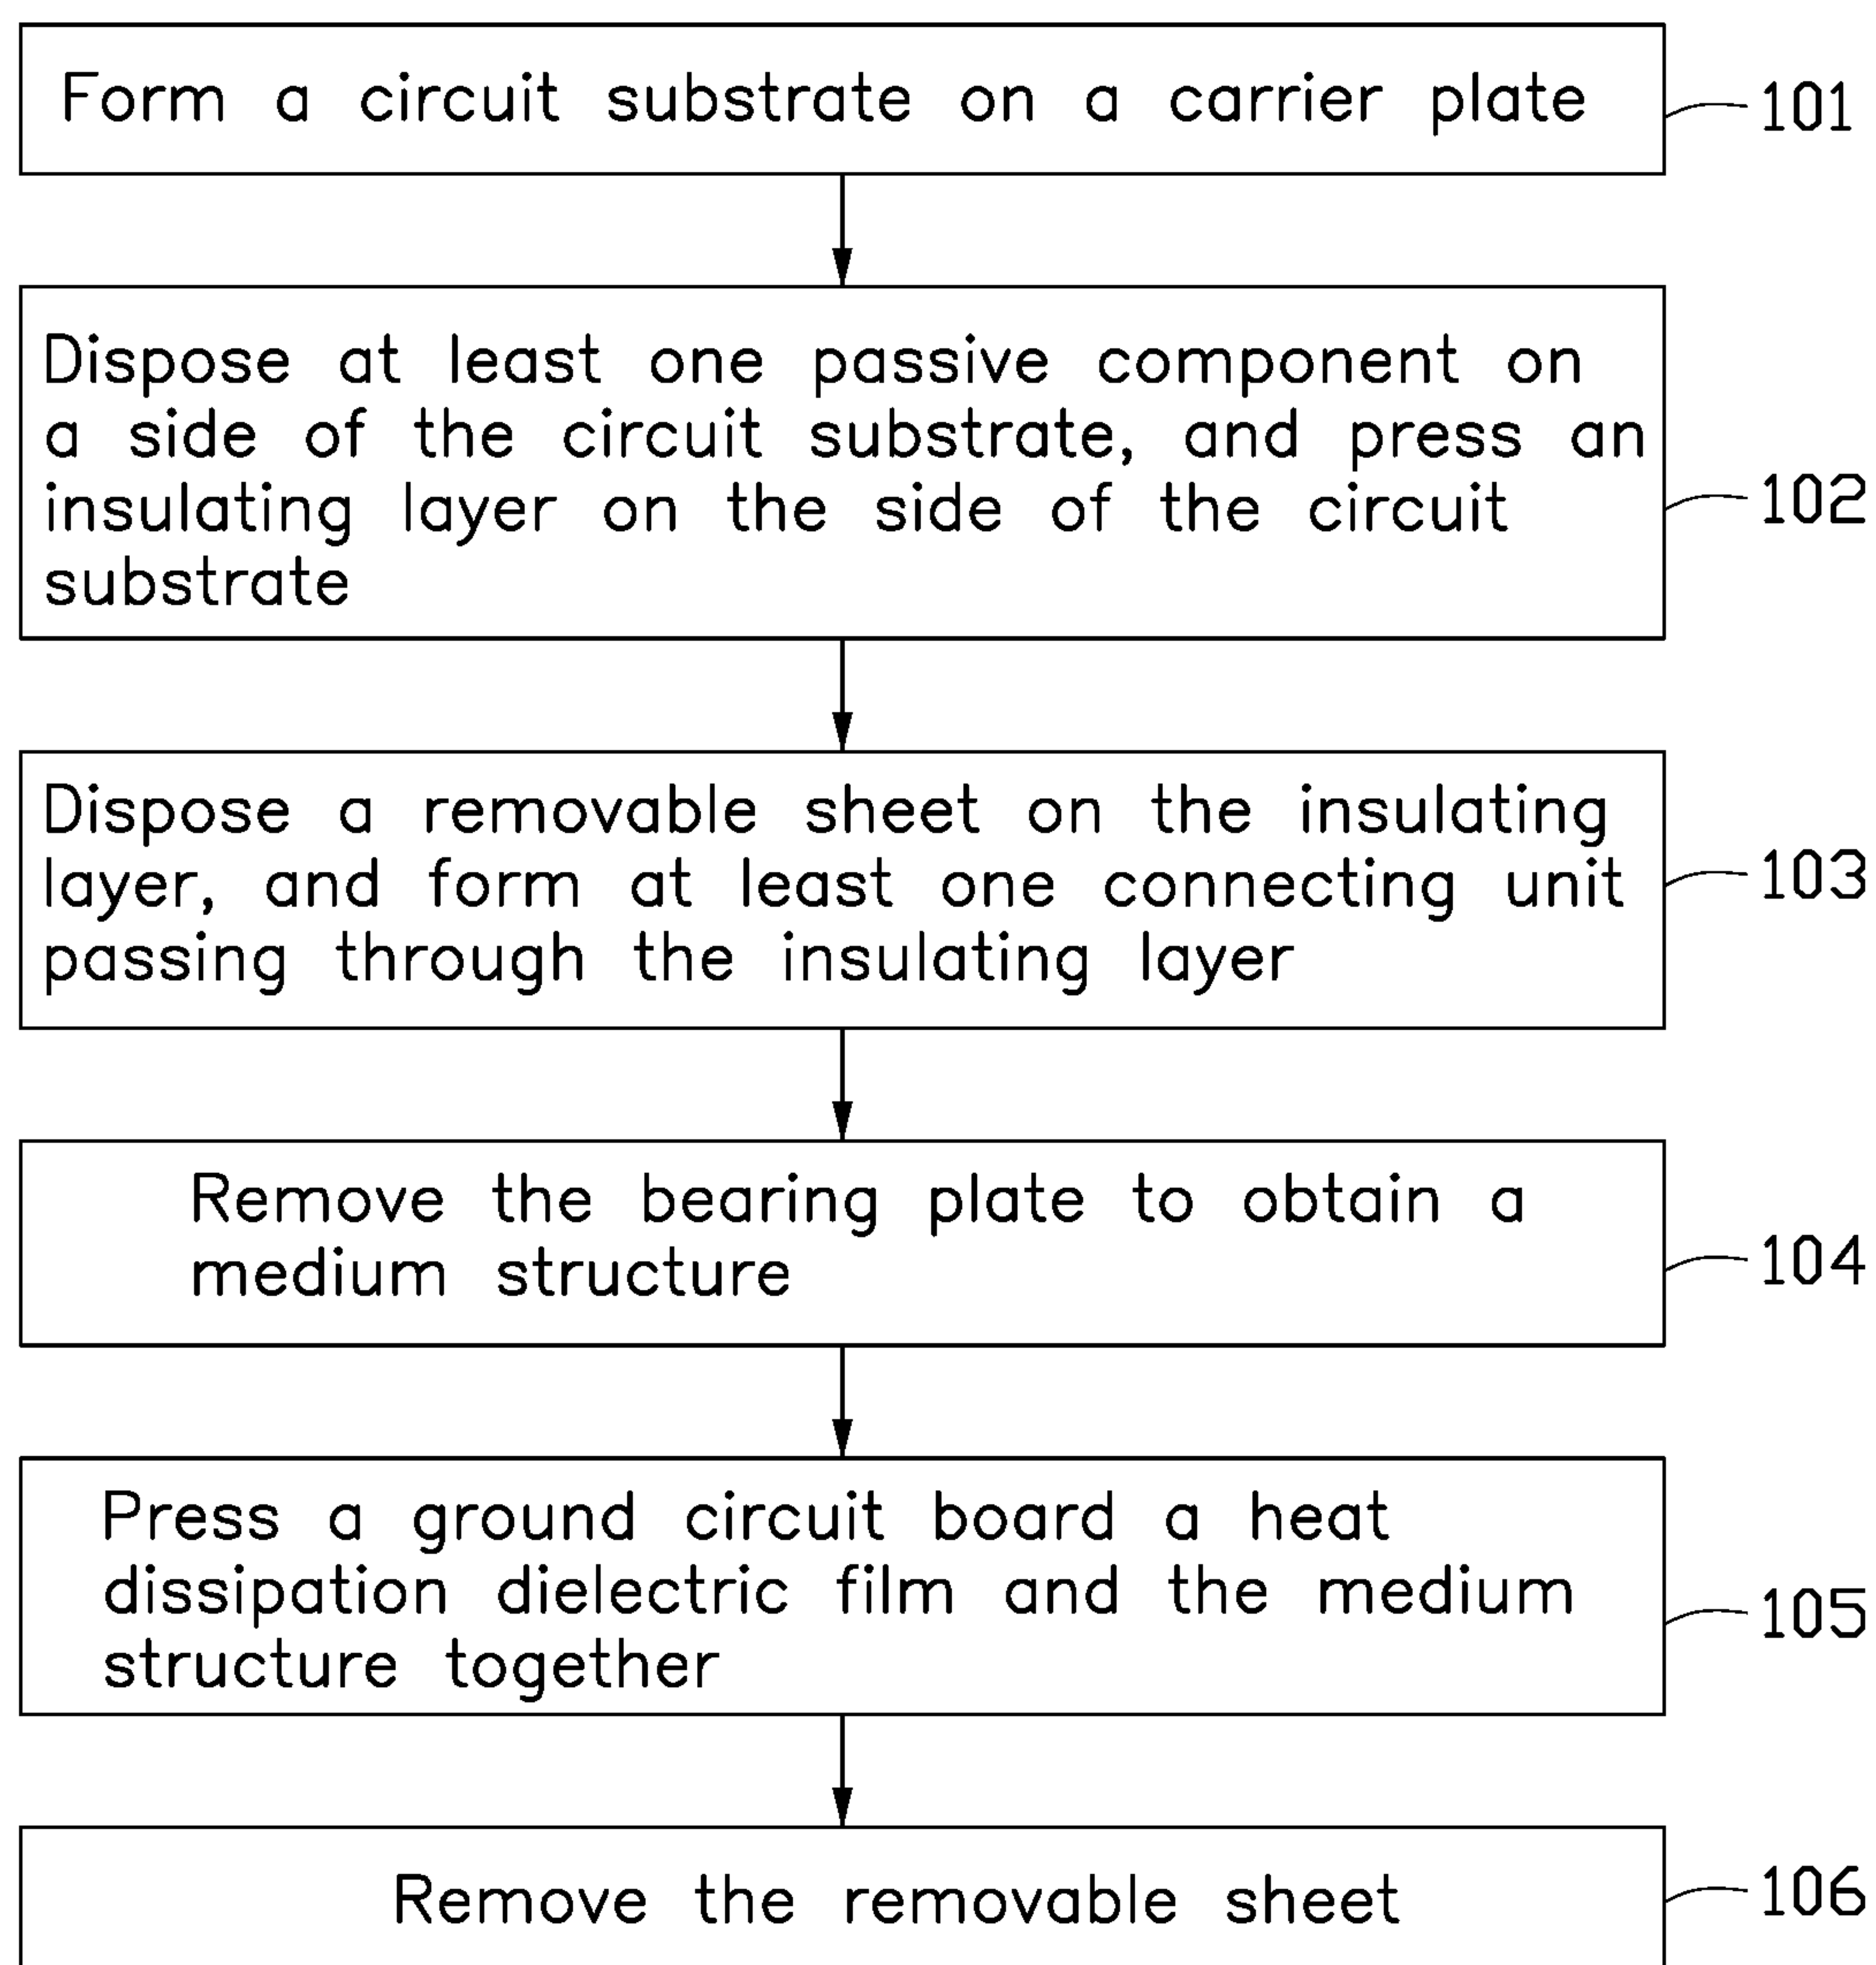 Form a circuit substrate on a carrier plate
101
Dispose at least one passive component on
a side of the circuit substrate, and press an
insulating layer on the side of the circuit
substrate
102
Dispose a removable sheet on the insulating
layer, and form at least one connecting unit
passing through the insulating layer
103
Remove the bearing plate to obtain a
medium structure
104
Press a ground circuit board a heat
dissipation dielectric film and the medium
structure together
105
Remove the removable sheet
106